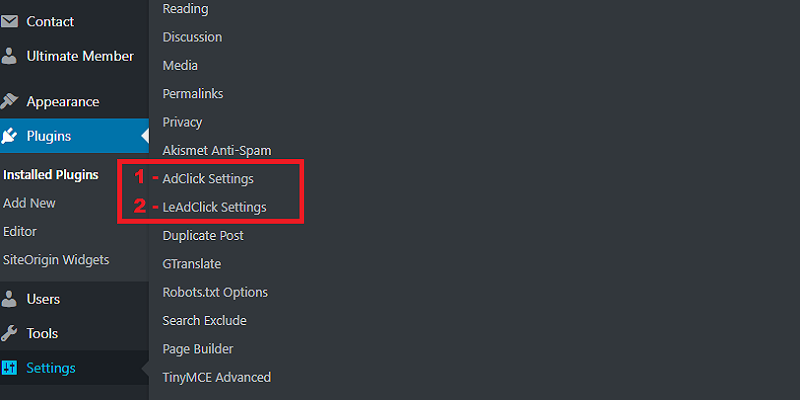 Contact
Ultimate Member
Appearance
Plugins
Installed Plugins
Add New
Editor
SiteOrigin Widgets
Users
Tools
Settings
Reading
Discussion
Media
Permalinks
Privacy
Akismet Anti-Spam
1 - AdClick Settings
2 - LeAdClick Settings
Duplicate Post
GTranslate
Robots.txt Options
Search Exclude
Page Builder
TinyMCE Advanced